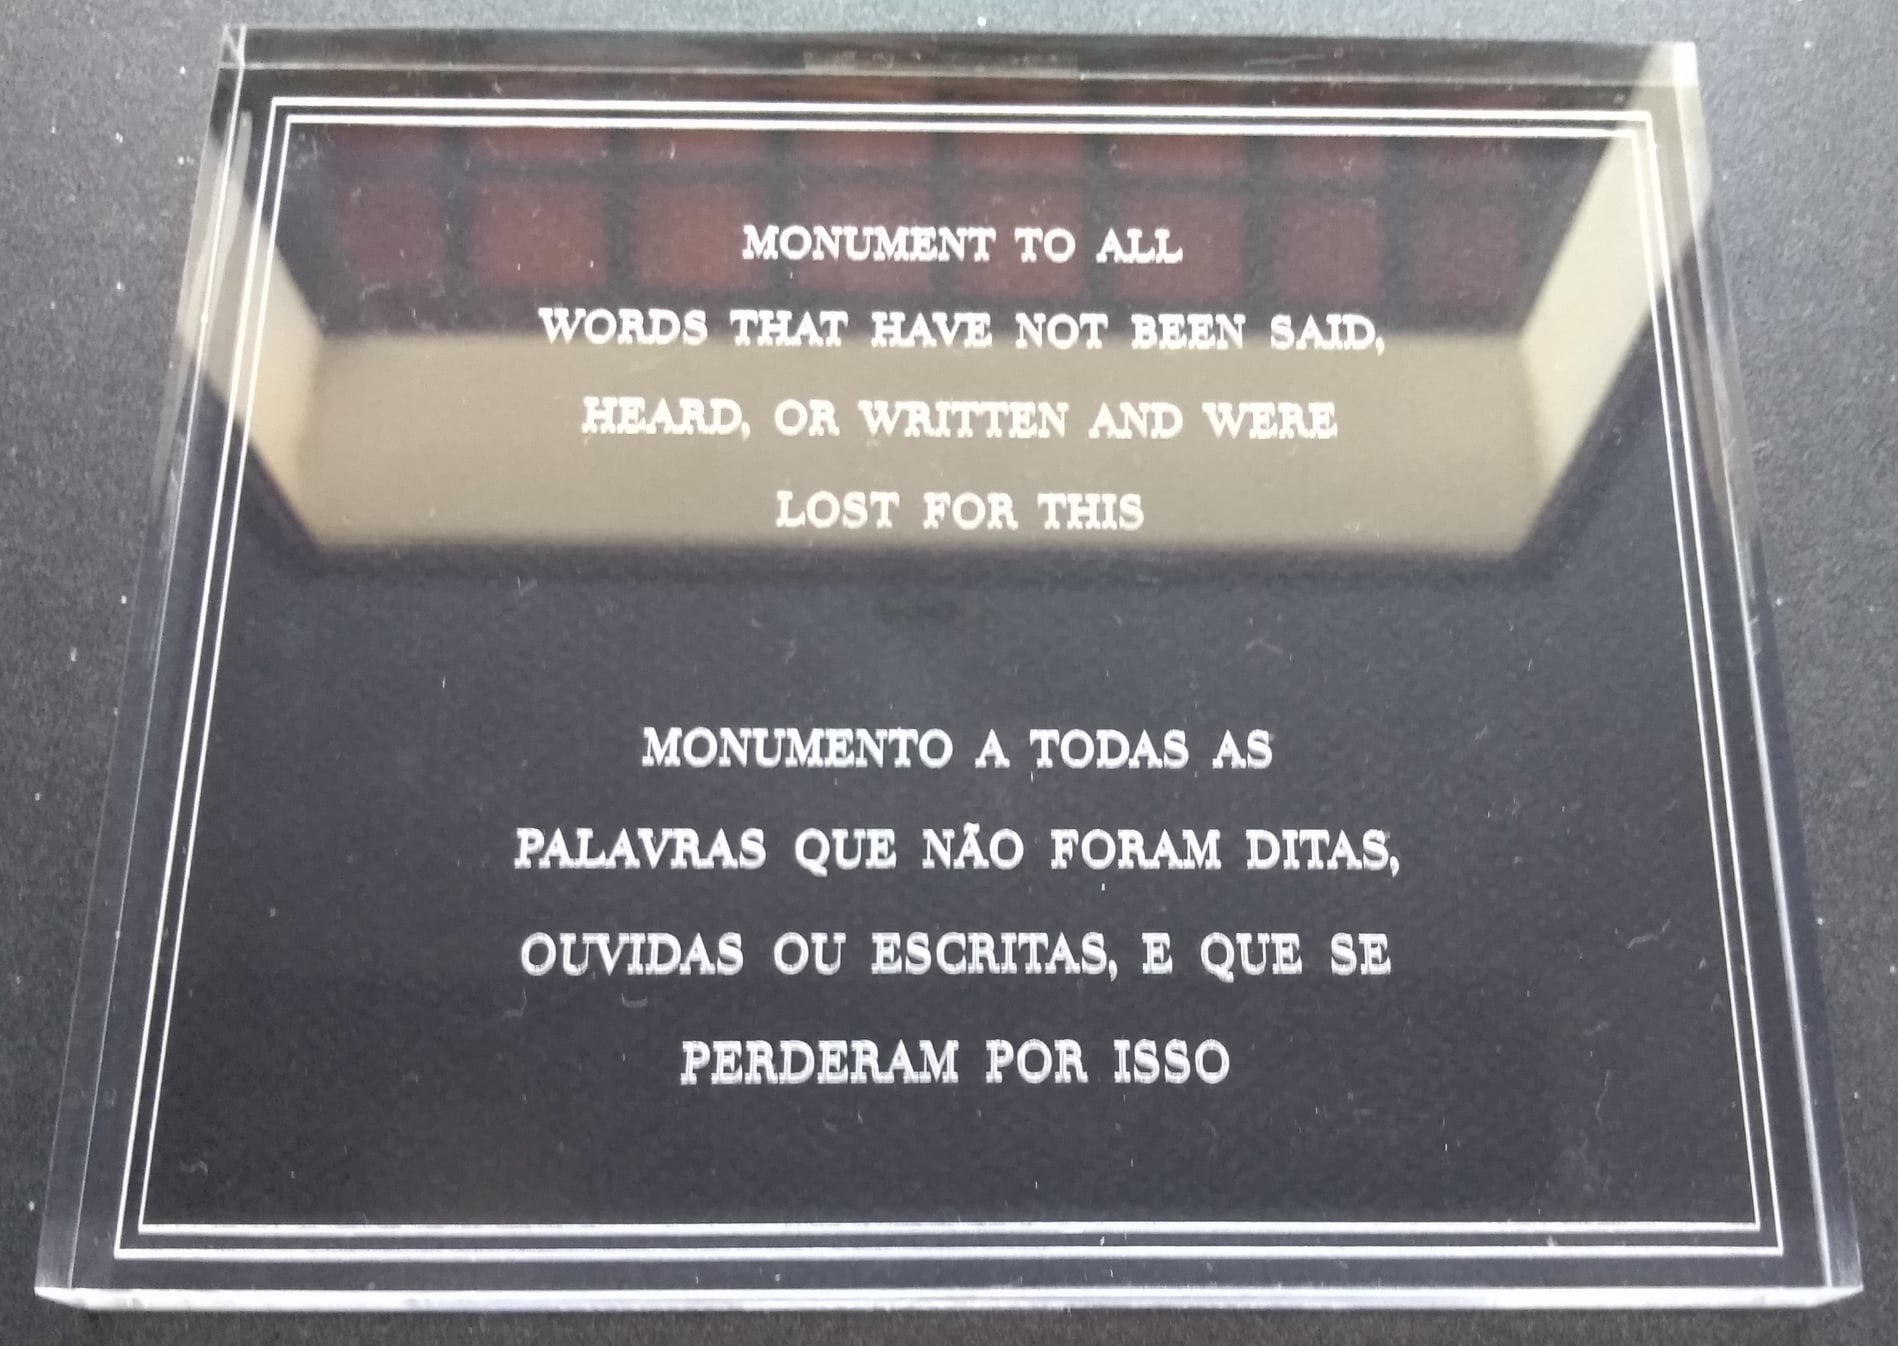 MONUMENT TO ALL
WORDS THAT HAVE NOT BEEN SAID,
HEARD, OR WRITTEN AND WERE
LOST FOR THIS
MONUMENTO A TODAS AS
PALAVRAS QUE NÃO FORAM DITAS,
OUVIDAS OU ESCRITAS, E QUE SE
PERDERAM POR ISSO